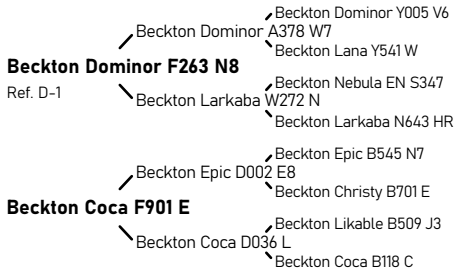 Beckton Dominor Y005 V6
Beckton Dominor A378 W7
Beckton Lana Y541 W
Beckton Dominor F263 N8
Ref. D-1
Beckton Nebula EN S347
Beckton Larkaba W272 N
Beckton Larkaba N643 HR
Beckton Epic B545 N7
Beckton Epic D002 E8
Beckton Christy B701 E
Beckton Coca F901 E
Beckton Likable B509 J3
Beckton Coca D036 L
Beckton Coca B118 C